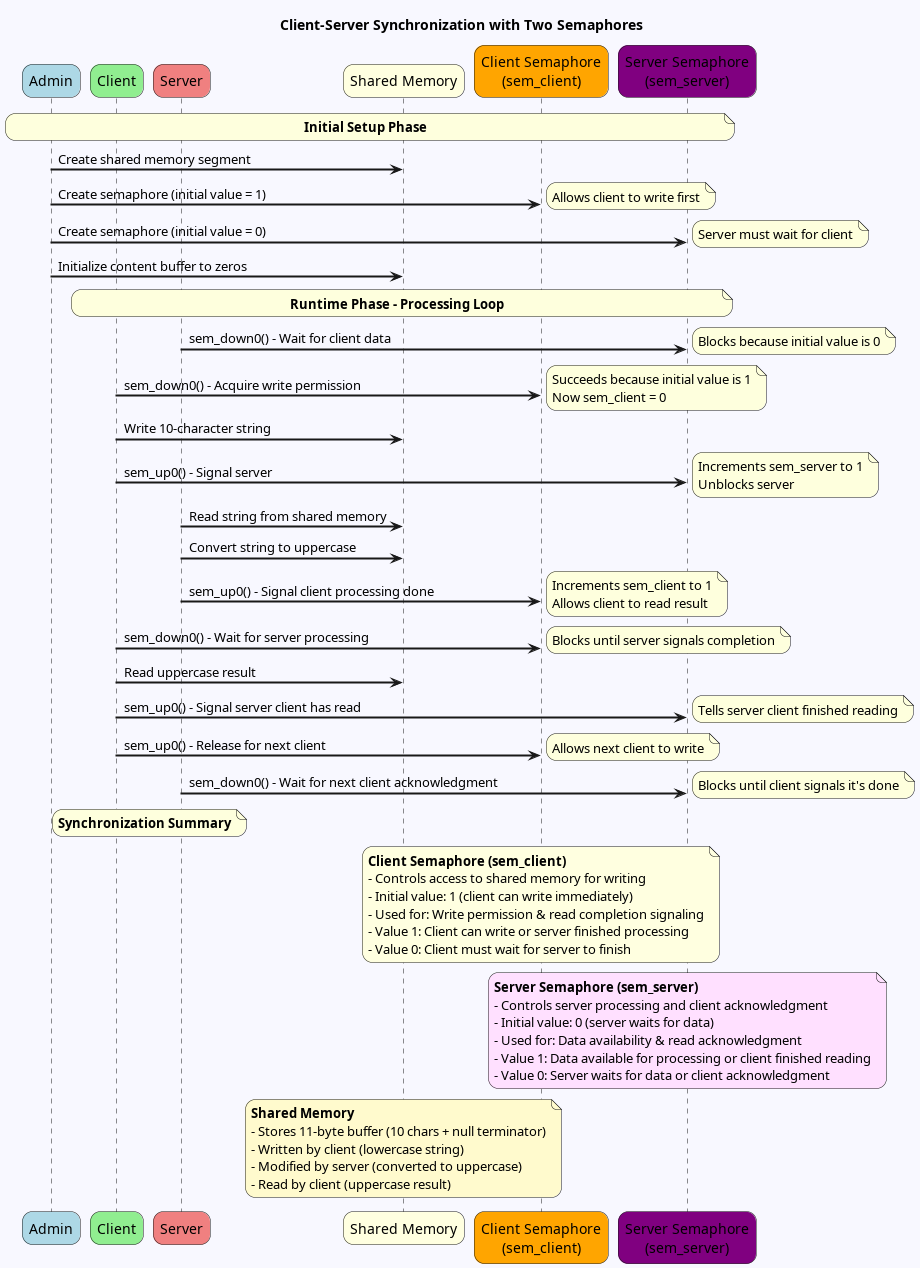 Client-Server Synchronization with Two Semaphores
Admin
Client
Server
Shared Memory
Client Semaphore
(sem_client)
Server Semaphore
(sem_server)
Initial Setup Phase
Create shared memory segment
Create semaphore (initial value = 1)
Allows client to write first
Create semaphore (initial value = 0)
Server must wait for client
Initialize content buffer to zeros
Runtime Phase - Processing Loop
sem_down0() - Wait for client data
Blocks because initial value is 0
sem_down0() - Acquire write permission
Succeeds because initial value is 1
Now sem_client = 0
Write 10-character string
sem_up0() - Signal server
Increments sem_server to 1
Unblocks server
Read string from shared memory
Convert string to uppercase
sem_up0() - Signal client processing done
Increments sem_client to 1
Allows client to read result
sem_down0() - Wait for server processing
Blocks until server signals completion
Read uppercase result
sem_up0() - Signal server client has read
Tells server client finished reading
sem_up0() - Release for next client
Allows next client to write
sem_down0() - Wait for next client acknowledgment
Blocks until client signals it's done
Synchronization Summary
Client Semaphore (sem_client)
- Controls access to shared memory for writing
- Initial value: 1 (client can write immediately)
- Used for: Write permission & read completion signaling
- Value 1: Client can write or server finished processing
- Value 0: Client must wait for server to finish
Server Semaphore (sem_server)
- Controls server processing and client acknowledgment
- Initial value: 0 (server waits for data)
- Used for: Data availability & read acknowledgment
- Value 1: Data available for processing or client finished reading
- Value 0: Server waits for data or client acknowledgment
Shared Memory
- Stores 11-byte buffer (10 chars + null terminator)
- Written by client (lowercase string)
- Modified by server (converted to uppercase)
- Read by client (uppercase result)
Admin
Client
Server
Shared Memory
Client Semaphore
(sem_client)
Server Semaphore
(sem_server)